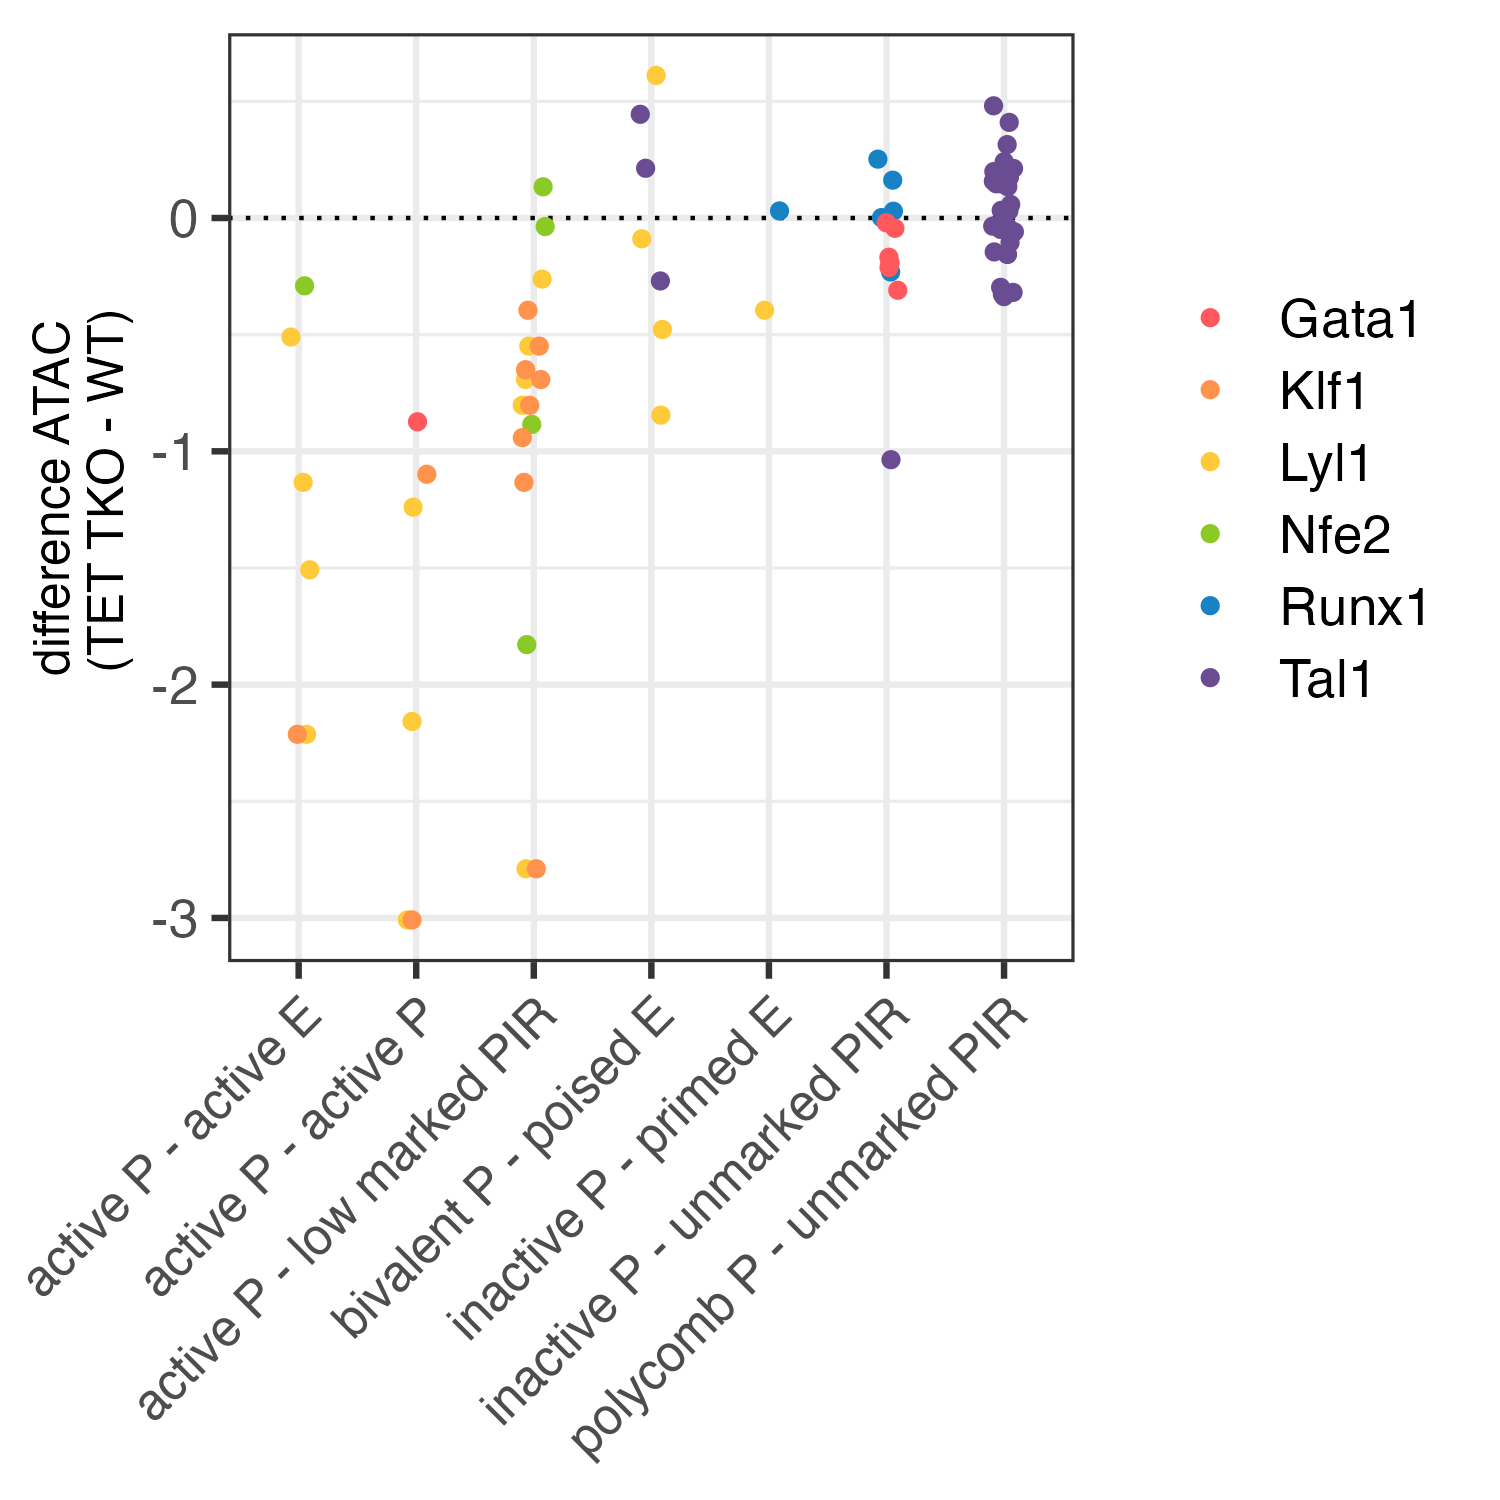 difference ATAC
(TET TKO - WT)
0
-1
-2
-3
active P - active E
active P - active P
active P - low marked PIR
bivalent P - poised E
inactive P - primed E
inactive P - unmarked PIR
polycomb P - unmarked PIR
Gata1
Klf1
Lyl1
Nfe2
Runx1
Tal1